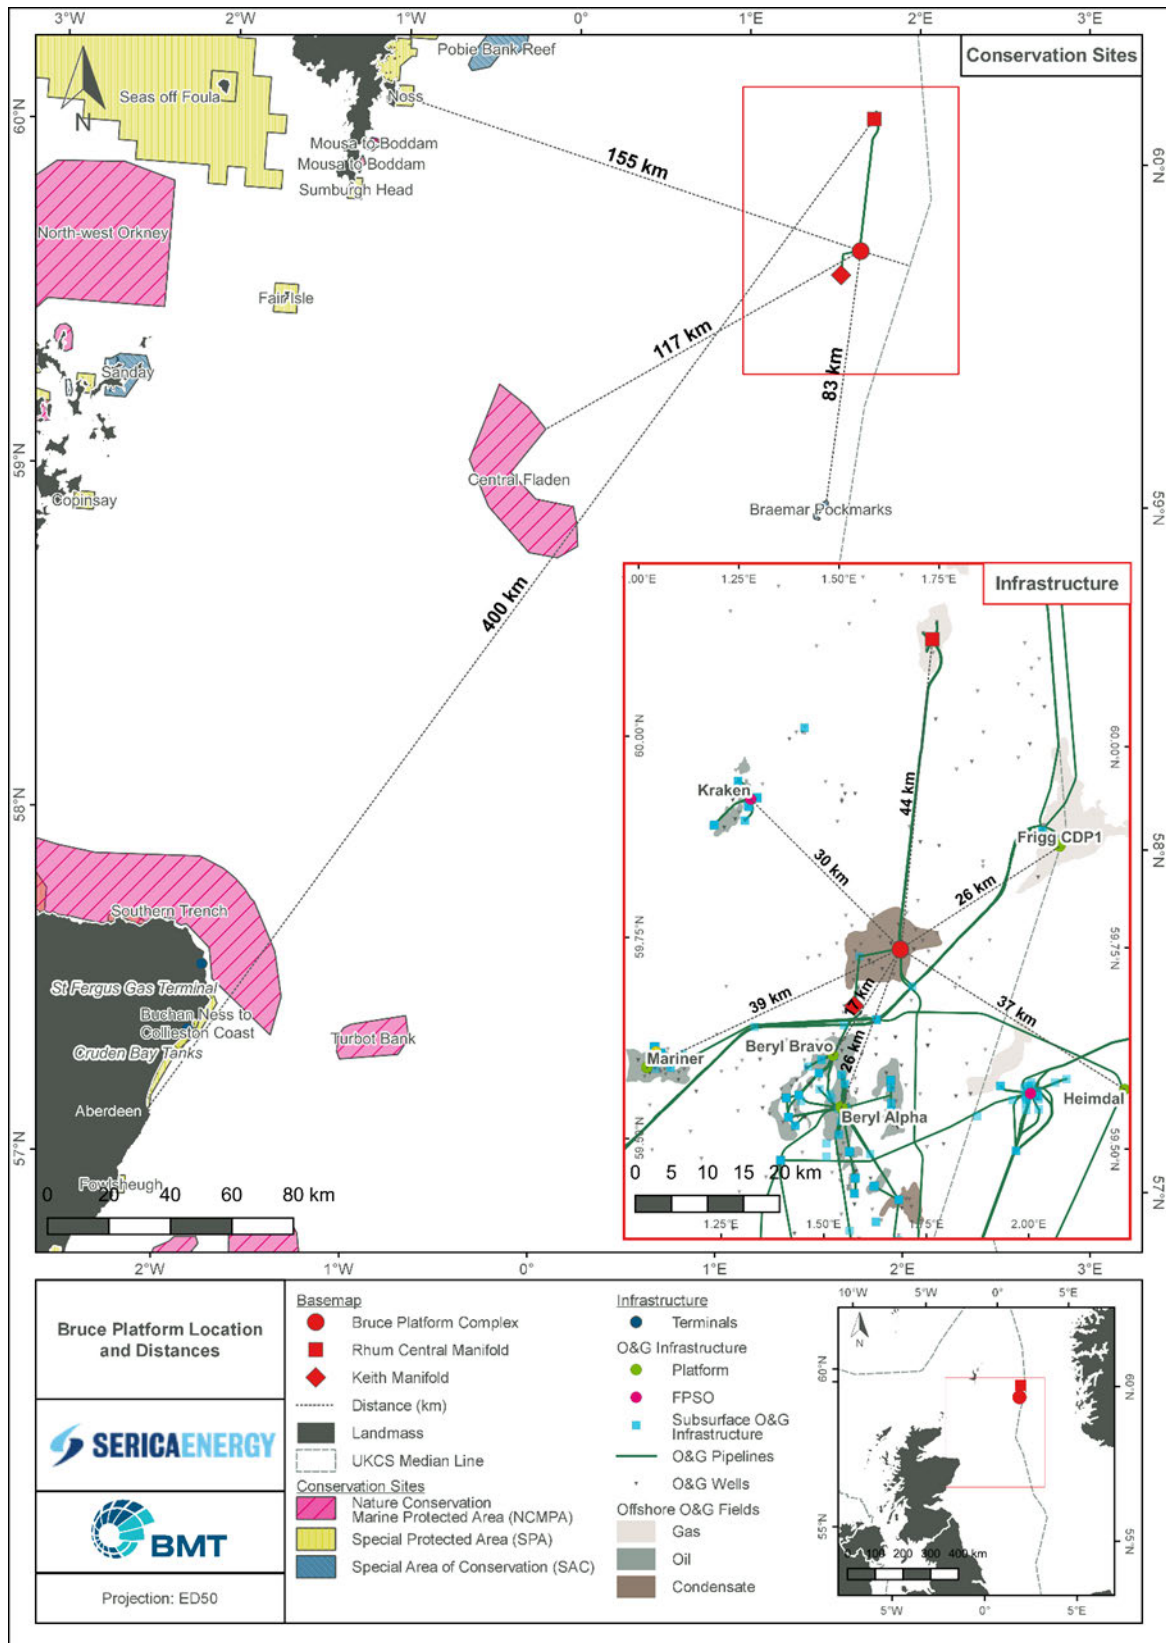 3°W 2°W 1°W 0° 1°E 2°E 3°E
Conservation Sites
Pobie Bank Reef
Seas off Foula
Noss
N
60°N
60°N
Mousa to Boddam
Mousa to Boddam
Sumburgh Head
155 km
North-west Orkney
Fair Isle
117 km
Sanday
83 km
59°N
Central Fladen
Copinsay
Braemar Pockmarks
59°N
400 km
Infrastructure
1.25°E 1.50°E 1.75°E
60.00°N
60.00°N
Kraken
44 km
58°N
Frigg CDP1
58°N
30 km
26 km
59.75°N
59.75°N
Southern Trench
St Fergus Gas Terminal
39 km
17 km
37 km
Buchan Ness to
Collieston Coast
Cruden Bay Tanks
Turbot Bank
Mariner
Beryl Bravo
26 km
Heimdal
Aberdeen
Beryl Alpha
57°N
59.50°N
59.50°N
Fowlsheugh
0 20 40 60 80 km
0 5 10 15 20 km
57°N
1.25°E 1.50°E 1.75°E 2.00°E
2°W 1°W 0° 1°E 2°E 3°E
Bruce Platform Location
and Distances
SERICA ENERGY
BMT
Projection: ED50
Basemap
Bruce Platform Complex
Rhum Central Manifold
Keith Manifold
Distance (km)
Landmass
UKCS Median Line
Conservation Sites
Nature Conservation
Marine Protected Area (NCMPA)
Special Protected Area (SPA)
Special Area of Conservation (SAC)
Infrastructure
Terminals
O&G Infrastructure
Platform
FPSO
Subsurface O&G
Infrastructure
O&G Pipelines
O&G Wells
Offshore O&G Fields
Gas
Oil
Condensate
10°W 5°W 0° 5°E
N
60°N
60°N
55°N
55°N
0 100 200 300 400 km
5°W 0° 5°E